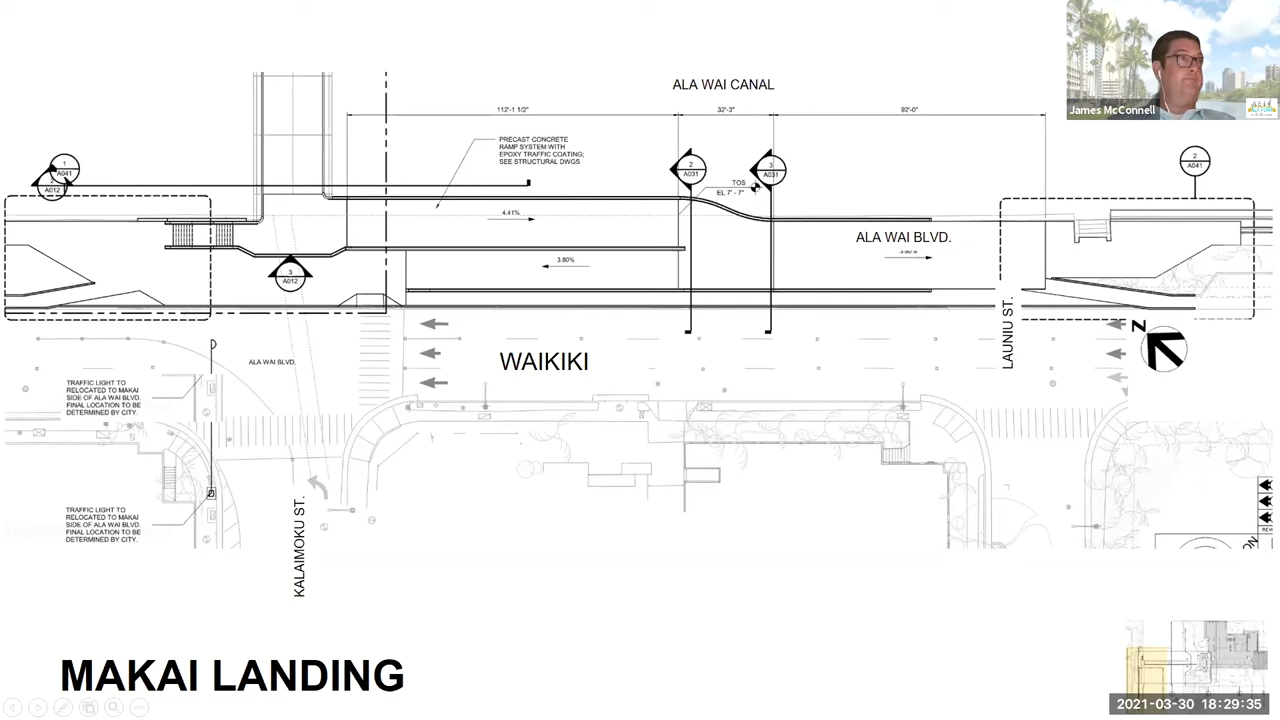 James McConnell
ALA WAI CANAL
112'-1 1/2"
32'-3"
92'-0"
PRECAST CONCRETE
RAMP SYSTEM WITH
EPOXY TRAFFIC COATING;
SEE STRUCTURAL DWGS
1
A041
A012
2
A031
3
A031
2
A041
TOS
EL 7' - 7"
4.41%
ALA WAI BLVD.
3.80%
3
A012
N
LAUNIU ST.
WAIKIKI
ALA WAI BLVD.
TRAFFIC LIGHT TO
RELOCATED TO MAKAI
SIDE OF ALA WAI BLVD.
FINAL LOCATION TO BE
DETERMINED BY CITY.
TRAFFIC LIGHT TO
RELOCATED TO MAKAI
SIDE OF ALA WAI BLVD.
FINAL LOCATION TO BE
DETERMINED BY CITY.
KALAIMOKU ST.
MAKAI LANDING
2021-03-30 18:29:35